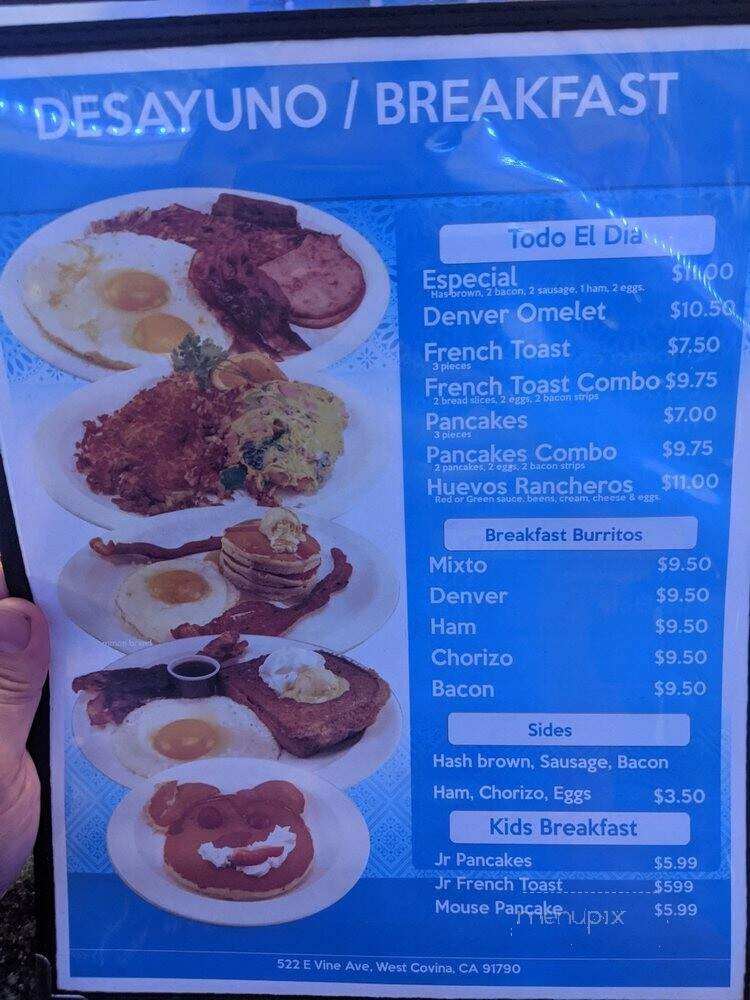 DESAYUNO / BREAKFAST
Todo El Dia
Especial $11.00
Has brown, 2 bacon, 2 sausage, 1 ham, 2 eggs.
Denver Omelet $10.50
French Toast $7.50
3 pieces
French Toast Combo $9.75
2 bread slices, 2 eggs, 2 bacon strips
Pancakes $7.00
3 pieces
Pancakes Combo $9.75
2 pancakes, 2 eggs, 2 bacon strips
Huevos Rancheros $11.00
Red or Green sauce, beens, cream, cheese & eggs.
Breakfast Burritos
Mixto $9.50
Denver $9.50
Ham $9.50
Chorizo $9.50
Bacon $9.50
Sides
Hash brown, Sausage, Bacon
Ham, Chorizo, Eggs $3.50
Kids Breakfast
Jr Pancakes $5.99
Jr French Toast $599
Mouse Pancake $5.99
menupix
522 E Vine Ave, West Covina, CA 91790